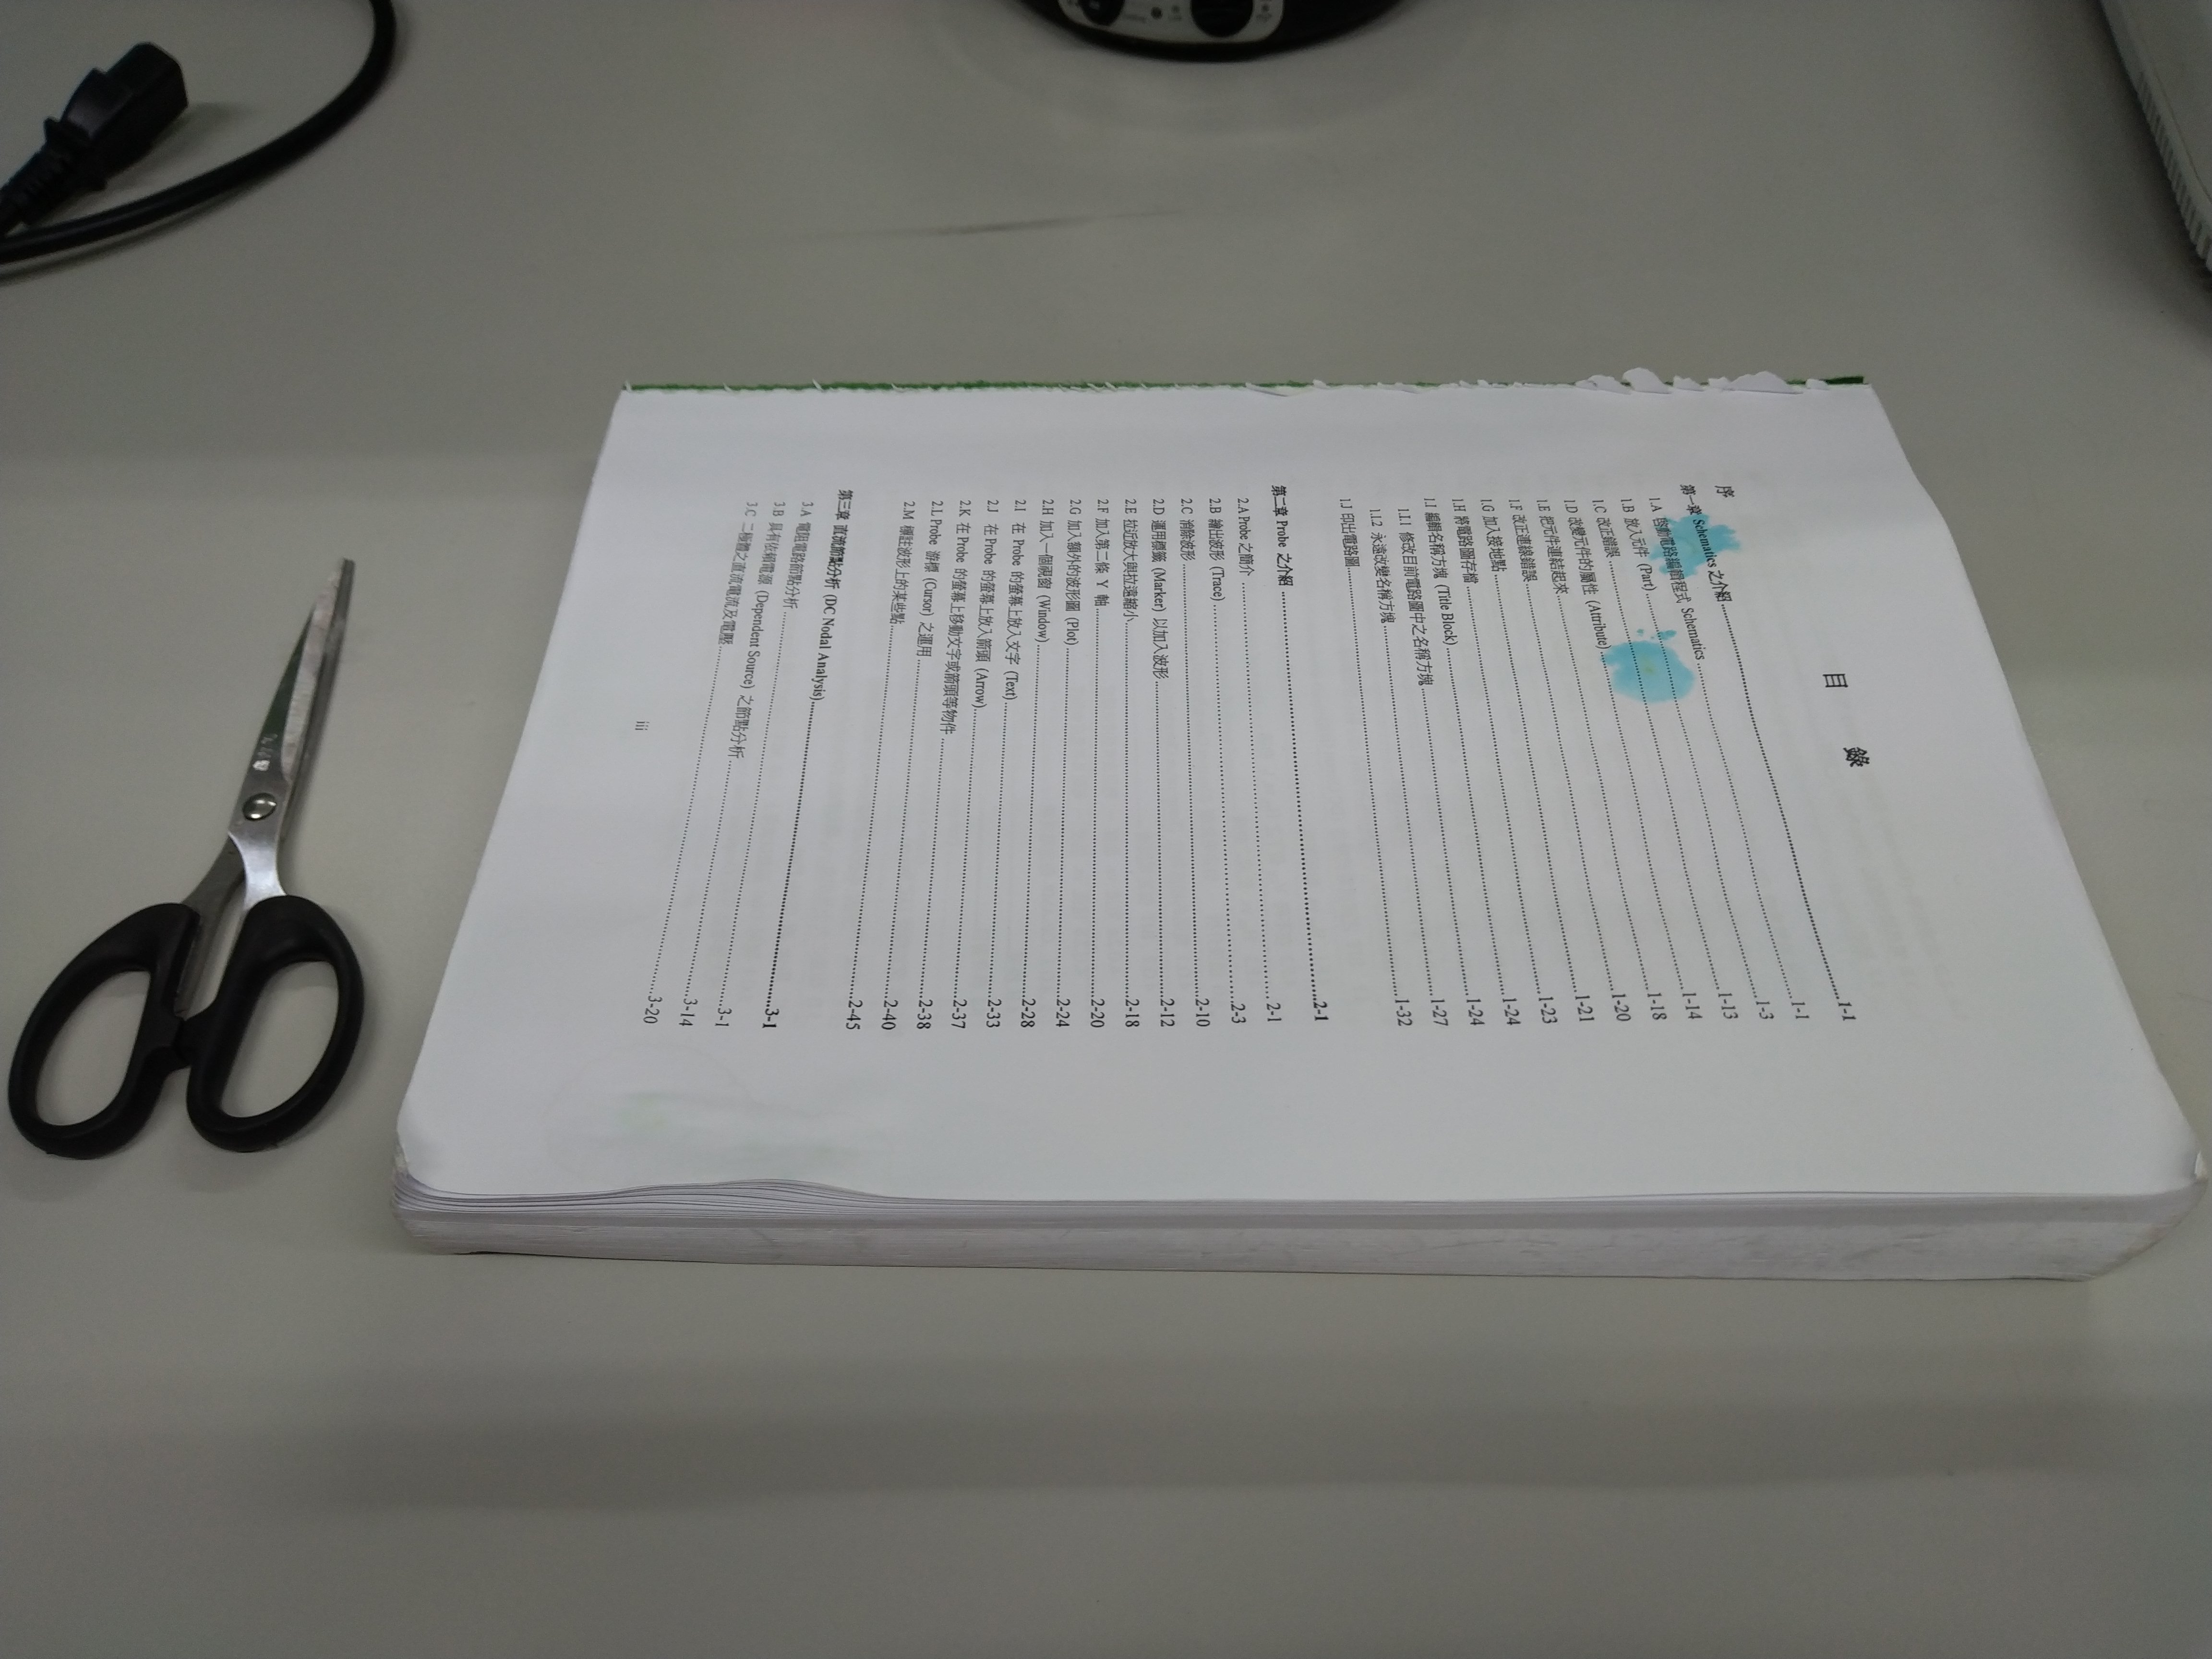 目 錄
序
第一章 Schematics 之介紹 1-1
1.A 啟動電路編輯程式 Schematics 1-1
1.B 放入元件 (Part) 1-3
1.C 改正錯誤 1-13
1.D 改變元件的屬性 (Attribute) 1-14
1.E 把元件連結起來 1-18
1.F 改正連線錯誤 1-20
1.G 加入接地點 1-21
1.H 將電路圖存檔 1-23
1.I 編輯名稱方塊 (Title Block) 1-24
1.I.1 修改目前電路圖中之名稱方塊 1-24
1.I.2 永遠改變名稱方塊 1-27
1.J 印出電路圖 1-32
第二章 Probe 之介紹 2-1
2.A Probe 之簡介 2-1
2.B 繪出波形 (Trace) 2-3
2.C 消除波形 2-10
2.D 運用標籤 (Marker) 以加入波形 2-12
2.E 拉近放大與拉遠縮小 2-18
2.F 加入第二條 Y 軸 2-20
2.G 加入額外的波形圖 (Plot) 2-24
2.H 加入一個視窗 (Window) 2-28
2.I 在 Probe 的螢幕上放入文字 (Text) 2-33
2.J 在 Probe 的螢幕上放入箭頭 (Arrow) 2-37
2.K 在 Probe 的螢幕上移動文字或箭頭等物件 2-38
2.L Probe 游標 (Cursor) 之運用 2-40
2.M 標註波形上的某些點 2-45
第三章 直流節點分析 (DC Nodal Analysis) 3-1
3.A 電阻電路節點分析 3-1
3.B 具有依賴電源 (Dependent Source) 之節點分析 3-14
3.C 二極體之直流電流及電壓 3-20
iii